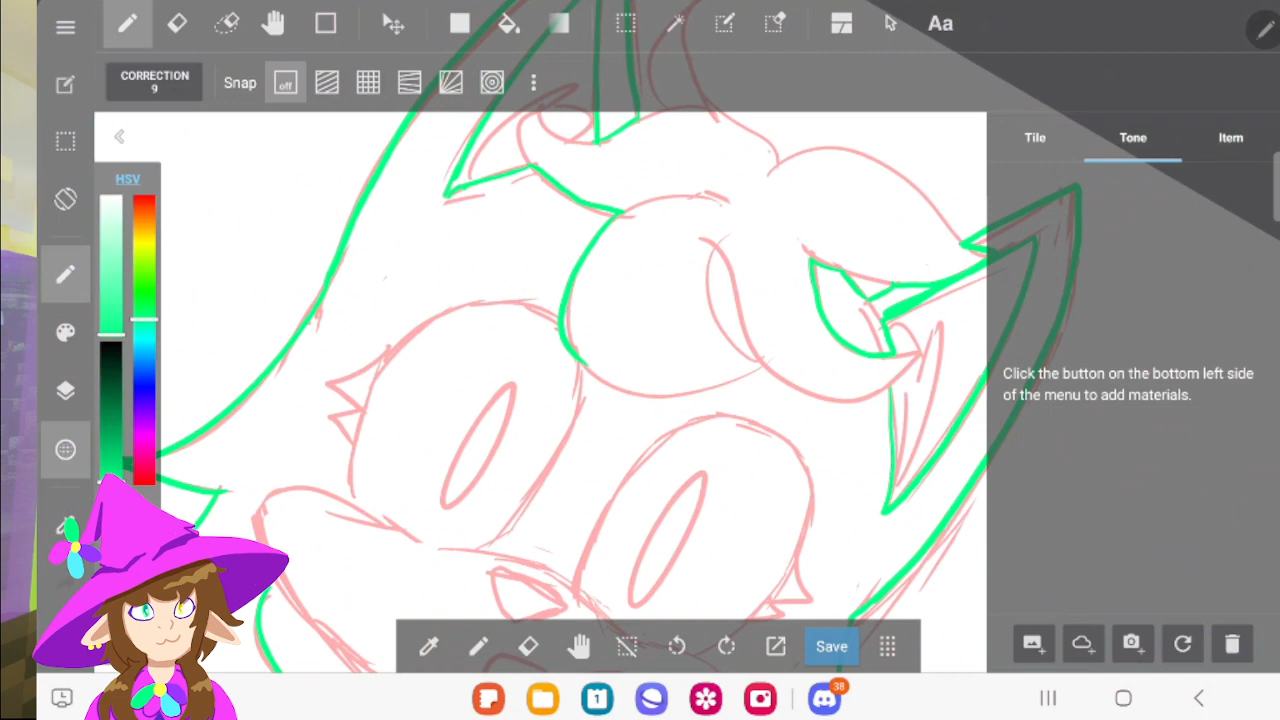 Aa
CORRECTION
9
Snap
off
Tile
Tone
Item
HSV
Click the button on the bottom left side
of the menu to add materials.
Save
1
38